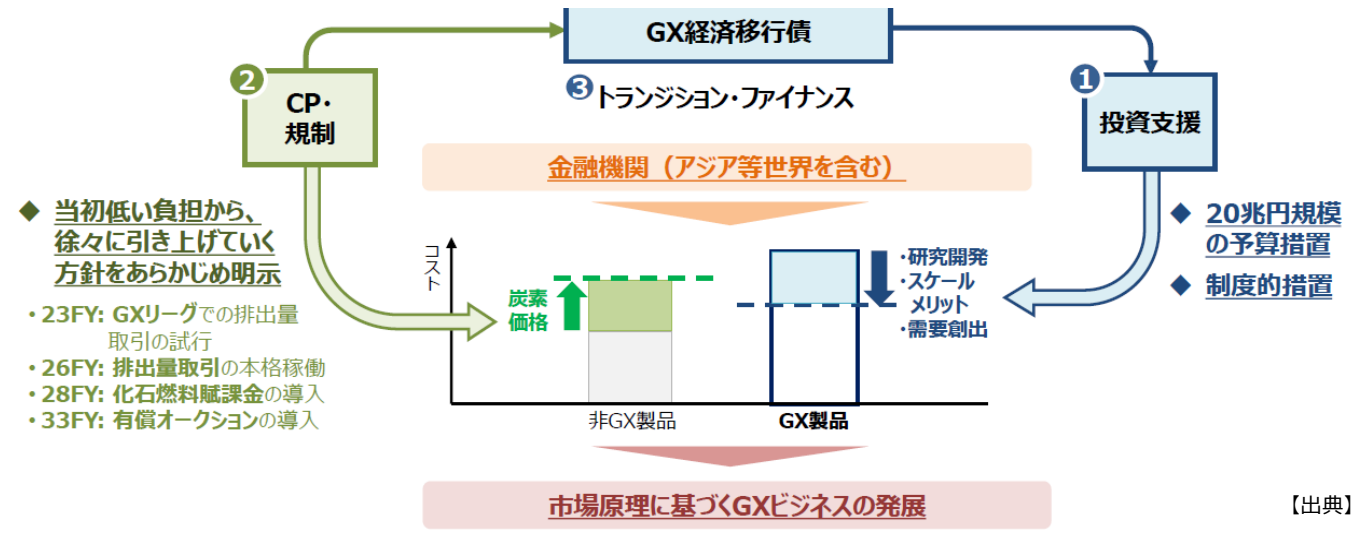 GX経済移行債
❸トランジション・ファイナンス
❷
CP・
規制
❶
投資支援
金融機関（アジア等世界を含む）
◆ 当初低い負担から、
徐々に引き上げていく
方針をあらかじめ明示
・23FY: GXリーグでの排出量
取引の試行
・26FY: 排出量取引の本格稼働
・28FY: 化石燃料賦課金の導入
・33FY: 有償オークションの導入
コスト
炭素
価格
非GX製品
GX製品
・研究開発
・スケール
メリット
・需要創出
◆ 20兆円規模
の予算措置
◆ 制度的措置
市場原理に基づくGXビジネスの発展
【出典】